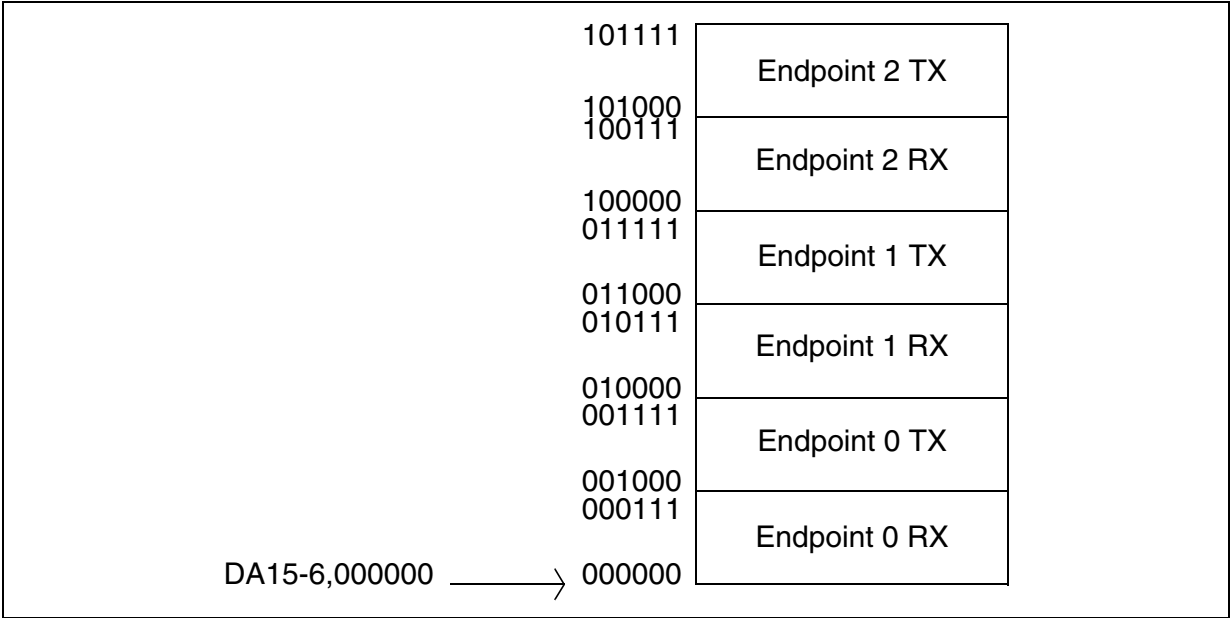 101111
Endpoint 2 TX
101000
100111
Endpoint 2 RX
100000
011111
Endpoint 1 TX
011000
010111
Endpoint 1 RX
010000
001111
Endpoint 0 TX
001000
000111
Endpoint 0 RX
DA15-6,000000 000000